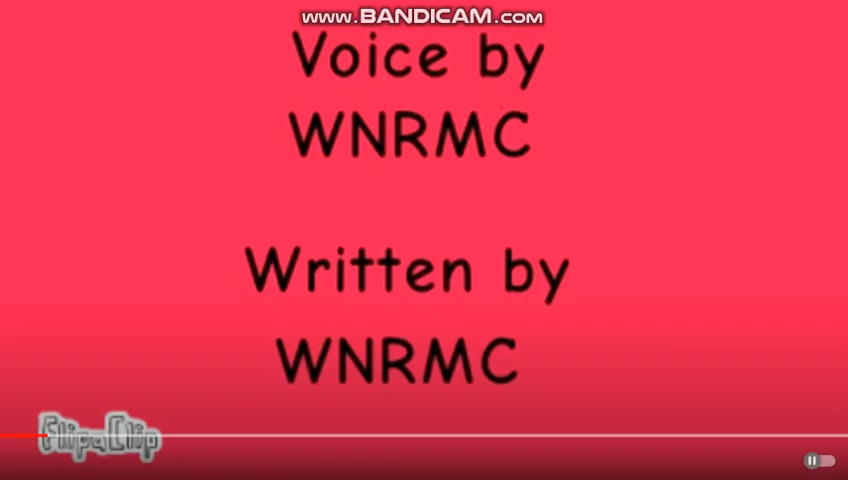 www.BANDICAM.com
Voice by
WNRMC
Written by
WNRMC
FlipaClip